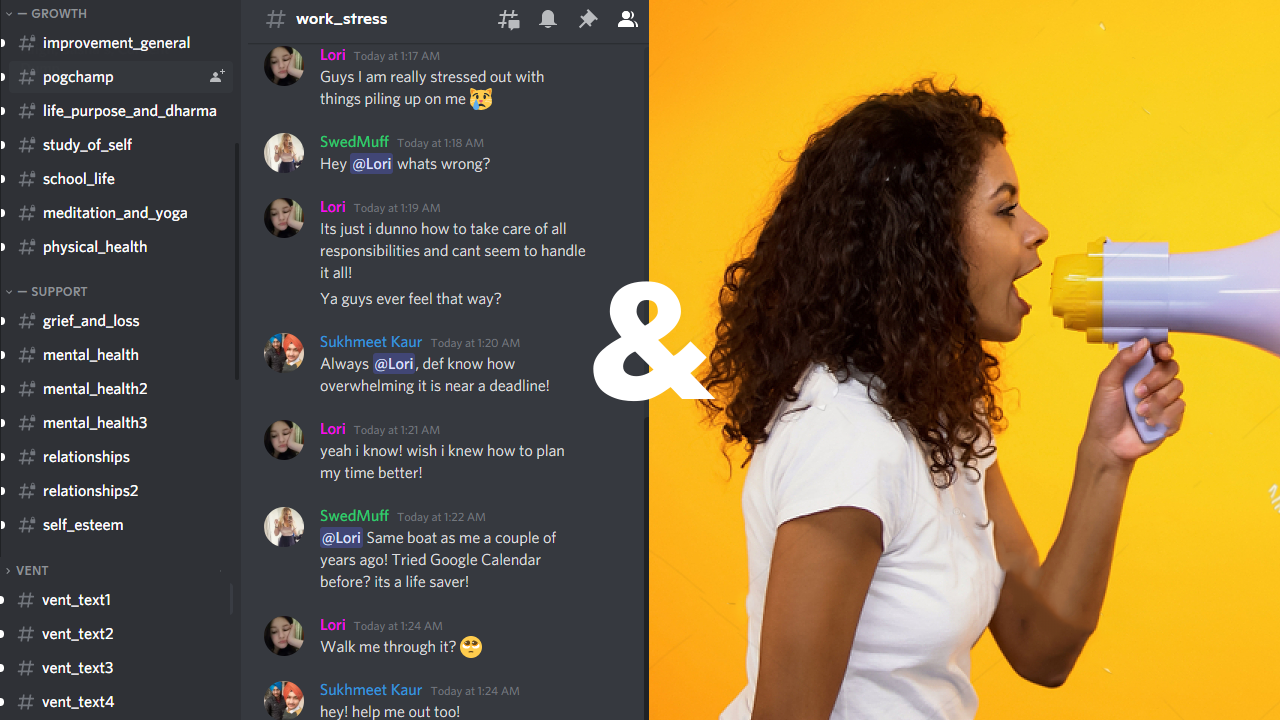 GROWTH
improvement_general
pogchamp
life_purpose_and_dharma
study_of_self
school_life
meditation_and_yoga
physical_health
SUPPORT
grief_and_loss
mental_health
mental_health2
mental_health3
relationships
relationships2
self_esteem
VENT
vent_text1
vent_text2
vent_text3
vent_text4
work_stress
Lori Today at 1:17 AM
Guys I am really stressed out with
things piling up on me 😿
SwedMuff Today at 1:18 AM
Hey @Lori whats wrong?
Lori Today at 1:19 AM
Its just i dunno how to take care of all
responsibilities and cant seem to handle
it all!
Ya guys ever feel that way?
Sukhmeet Kaur Today at 1:20 AM
Always @Lori, def know how
overwhelming it is near a deadline!
Lori Today at 1:21 AM
yeah i know! wish i knew how to plan
my time better!
SwedMuff Today at 1:22 AM
@Lori Same boat as me a couple of
years ago! Tried Google Calendar
before? its a life saver!
Lori Today at 1:24 AM
Walk me through it? 🥺
Sukhmeet Kaur Today at 1:24 AM
hey! help me out too!
&